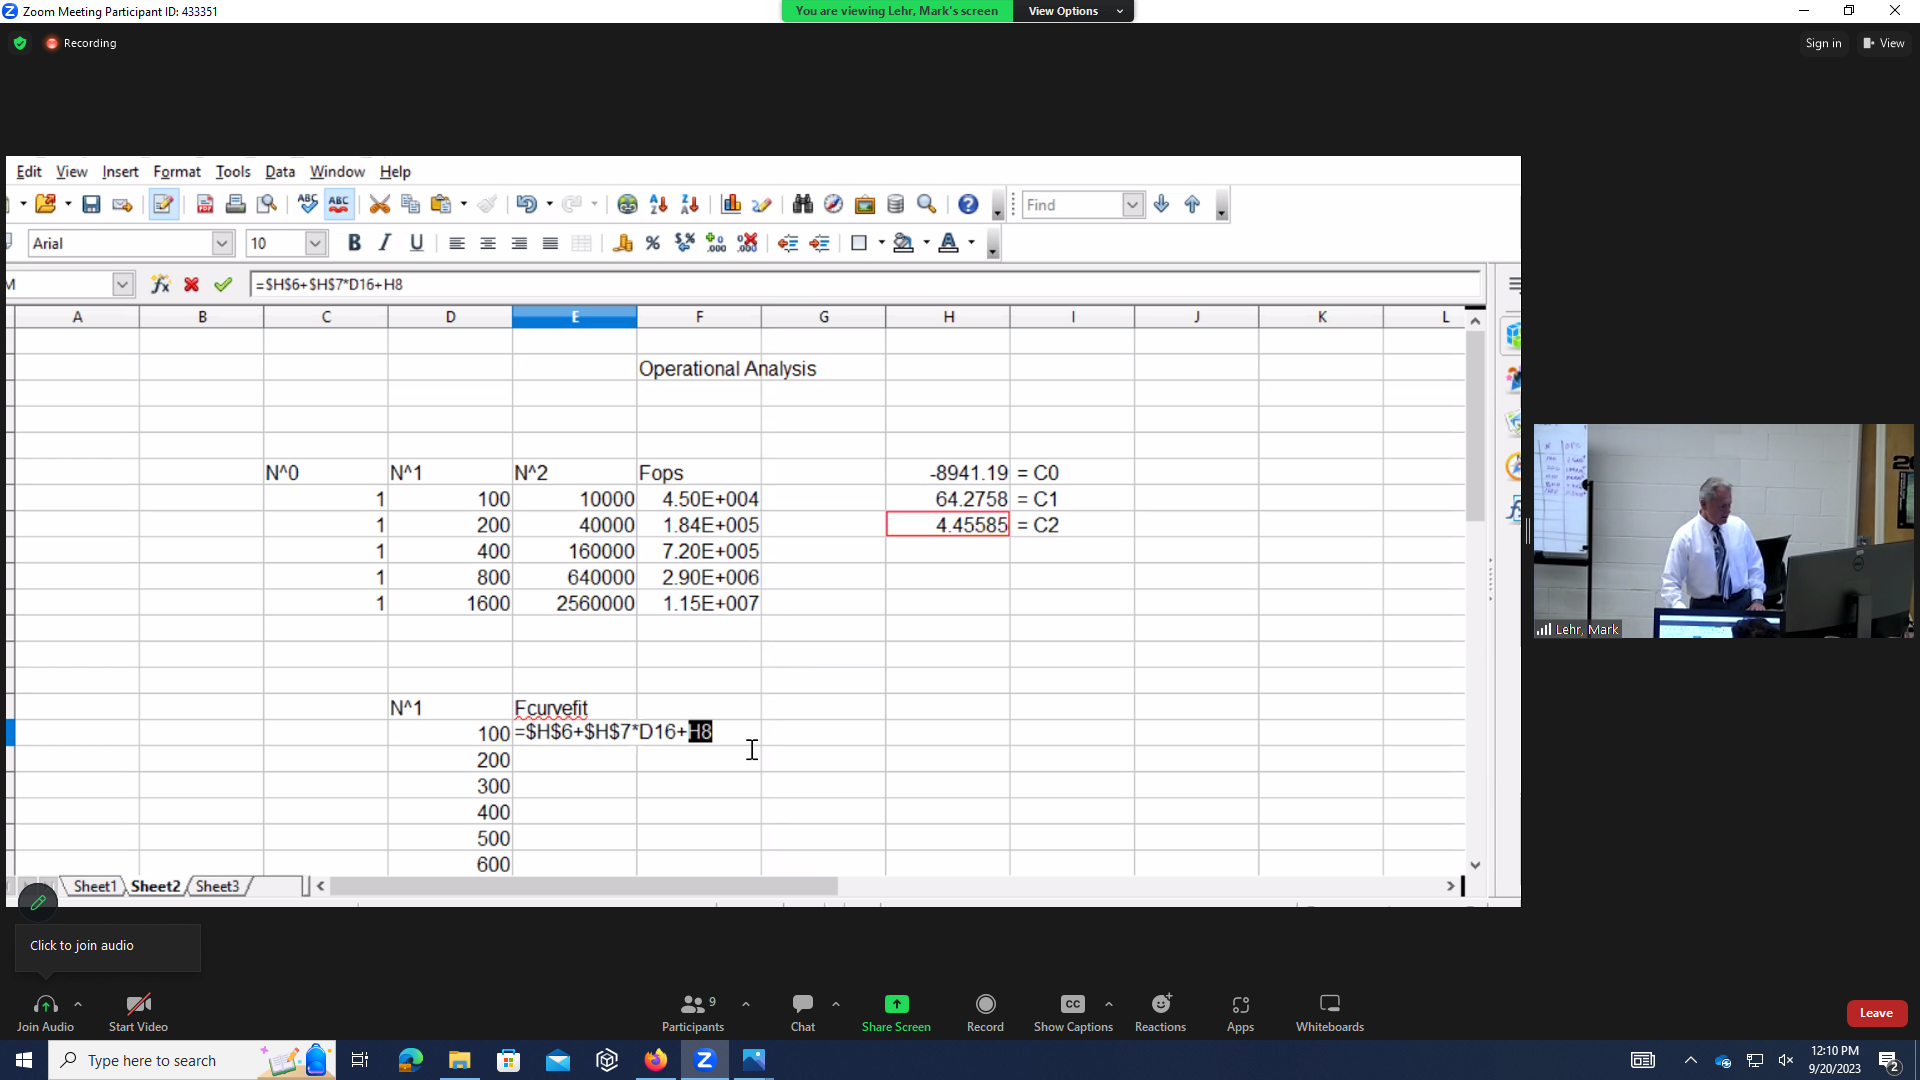 Zoom Meeting Participant ID: 433351
You are viewing Lehr, Mark's screen
View Options
Recording
Sign in
View
Edit View Insert Format Tools Data Window Help
Find
Arial
10
=$H$6+$H$7*D16+H8
A B C D E F G H I J K L
Operational Analysis
N^0 N^1 N^2 Fops -8941.19 = C0
1 100 10000 4.50E+004 64.2758 = C1
1 200 40000 1.84E+005 4.45585 = C2
1 400 160000 7.20E+005
1 800 640000 2.90E+006
1 1600 2560000 1.15E+007
N^1 Fcurvefit
100 =$H$6+$H$7*D16+H8
200
300
400
500
600
Sheet1 Sheet2 Sheet3
Lehr, Mark
Click to join audio
Join Audio
Start Video
Participants 9
Chat
Share Screen
Record
CC
Show Captions
Reactions
Apps
Whiteboards
Leave
Type here to search
12:10 PM
9/20/2023
2